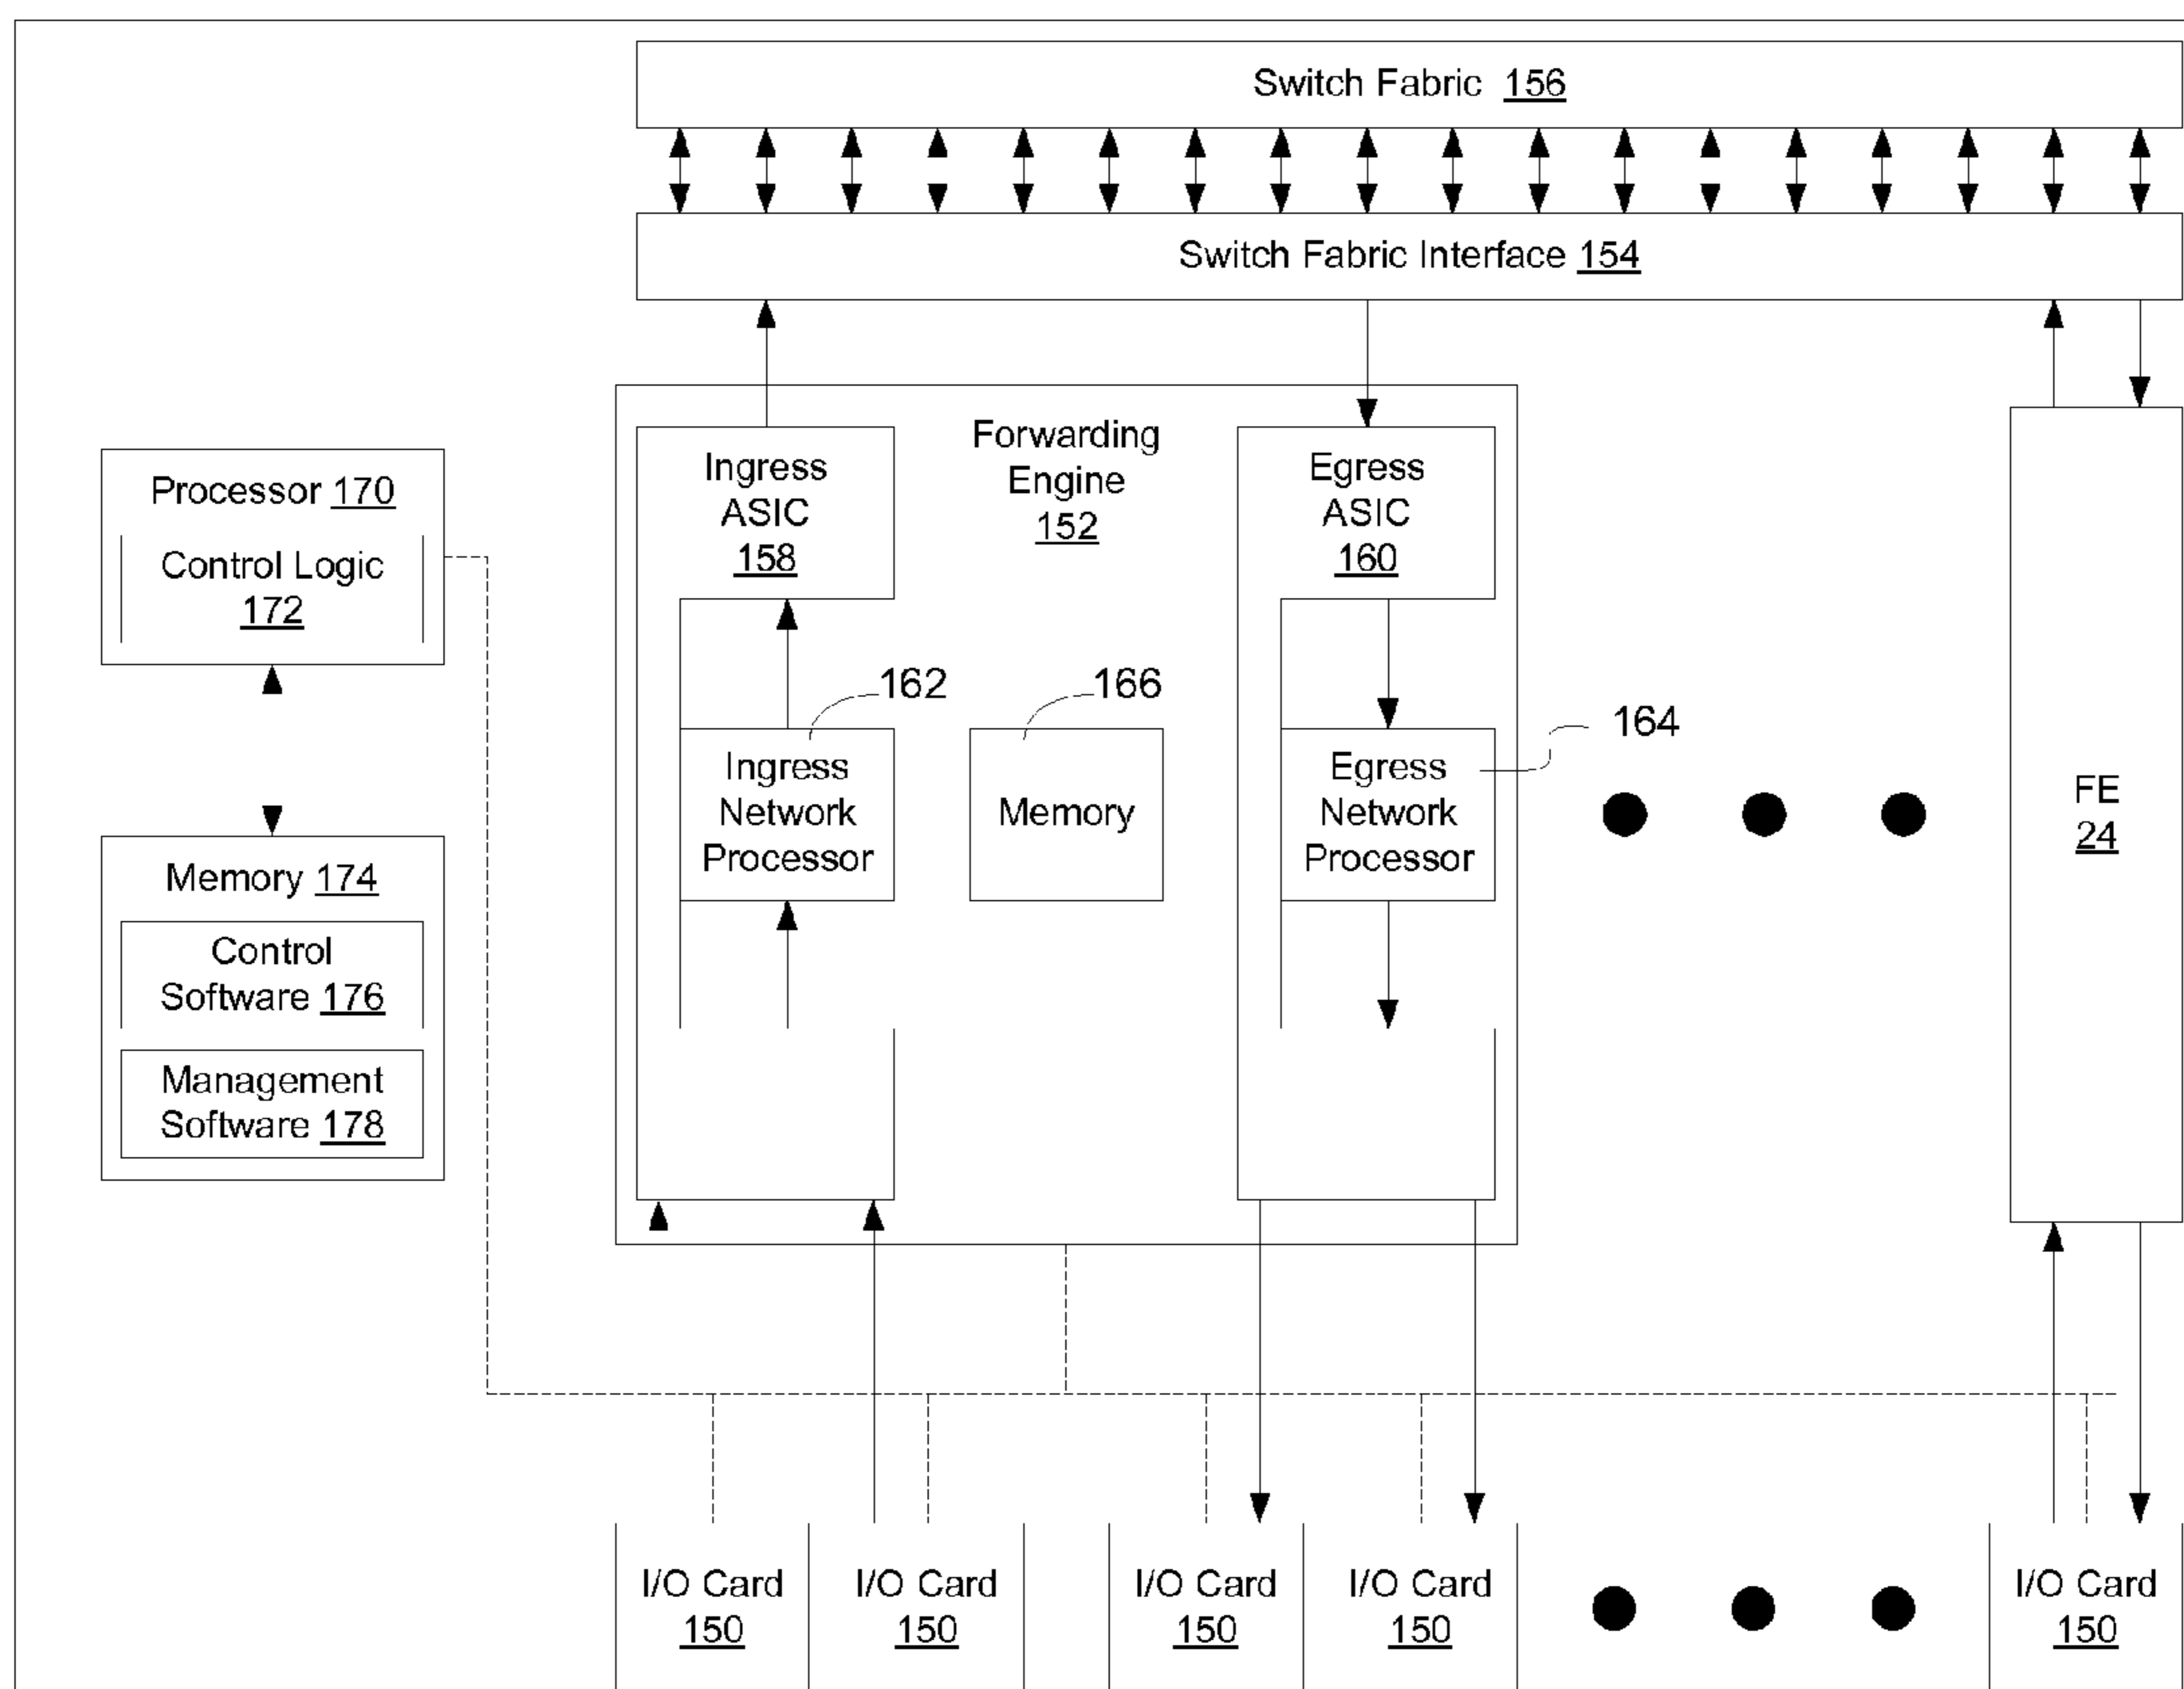 Switch Fabric 156
Switch Fabric Interface 154
Processor 170
Control Logic
172
Memory 174
Control
Software 176
Management
Software 178
Ingress
ASIC
158
Forwarding
Engine
152
Egress
ASIC
160
162
166
164
Ingress
Network
Processor
Memory
Egress
Network
Processor
FE
24
I/O Card
150
I/O Card
150
I/O Card
150
I/O Card
150
I/O Card
150